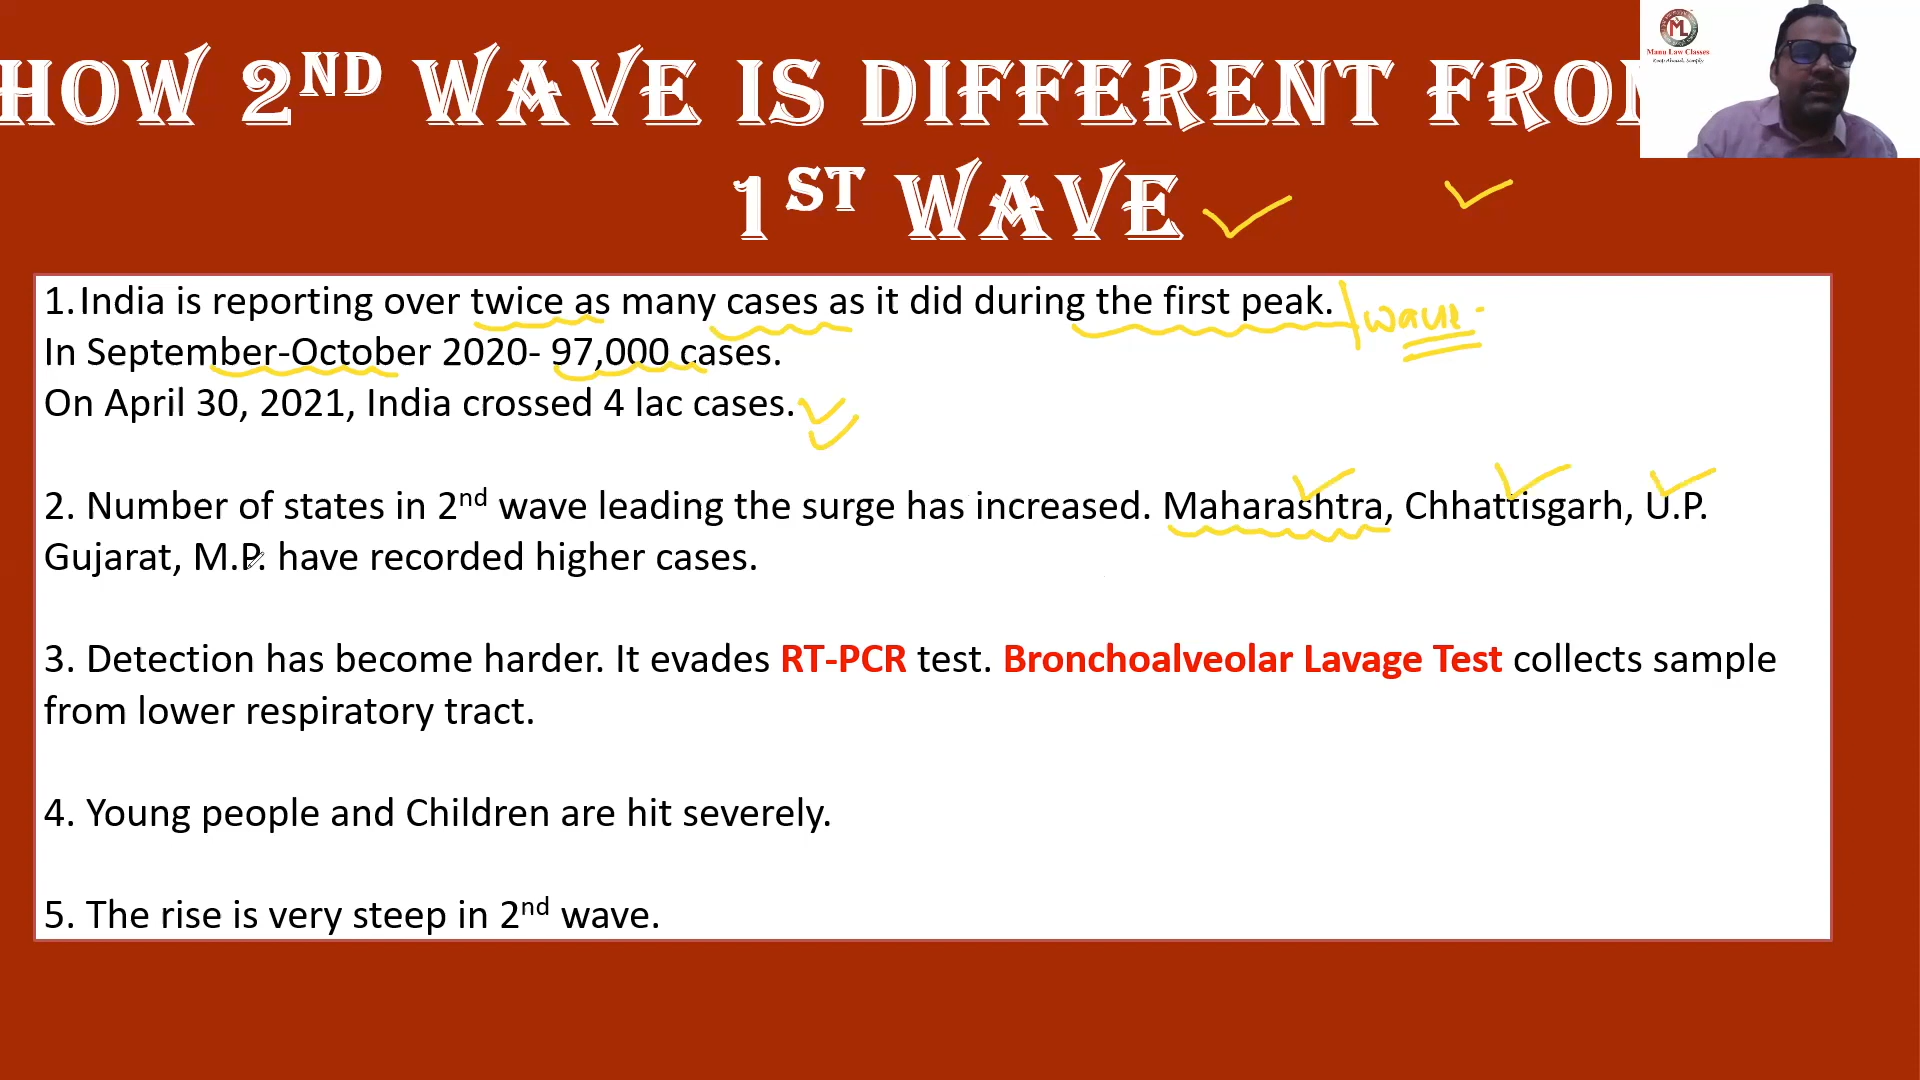 HOW 2ND WAVE IS DIFFERENT FROM
1ST WAVE
ML
Manu Law Classes
1. India is reporting over twice as many cases as it did during the first peak. / wave.
In September-October 2020- 97,000 cases.
On April 30, 2021, India crossed 4 lac cases.
2. Number of states in 2nd wave leading the surge has increased. Maharashtra, Chhattisgarh, U.P.
Gujarat, M.P. have recorded higher cases.
3. Detection has become harder. It evades RT-PCR test. Bronchoalveolar Lavage Test collects sample
from lower respiratory tract.
4. Young people and Children are hit severely.
5. The rise is very steep in 2nd wave.